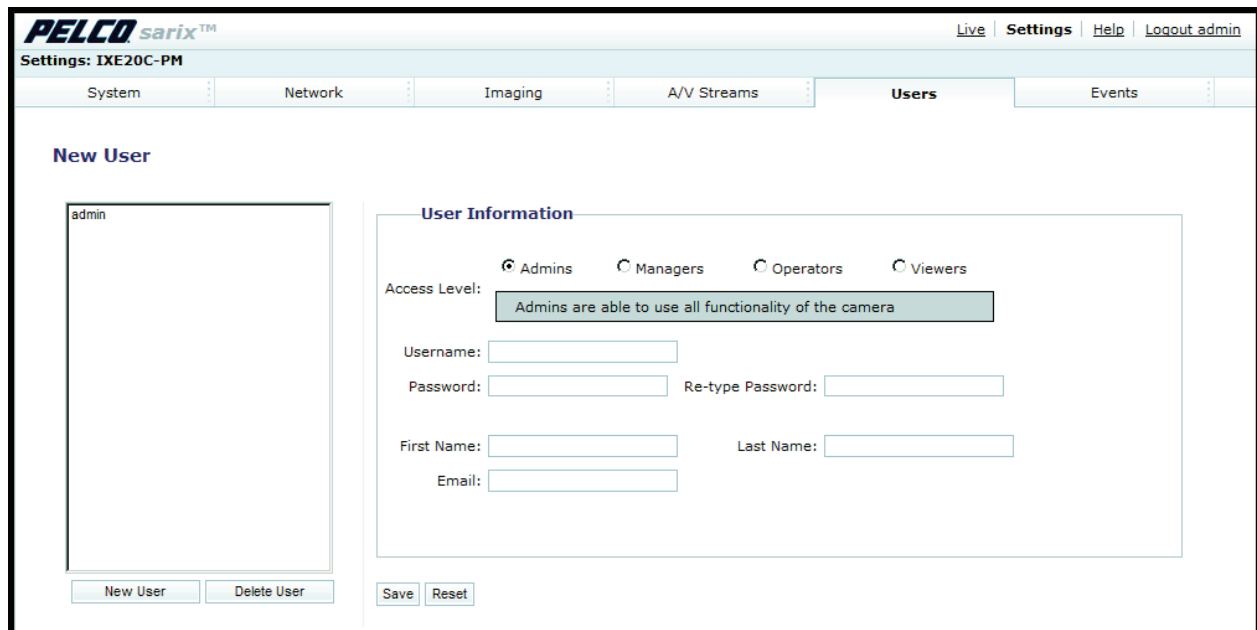 PELCO sarix™
Live Settings Help Logout admin
Settings: IXE20C-PM
System Network Imaging A/V Streams Users Events
New User
admin
User Information
Admins Managers Operators Viewers
Access Level:
Admins are able to use all functionality of the camera
Username:
Password: Re-type Password:
First Name: Last Name:
Email:
New User Delete User Save Reset